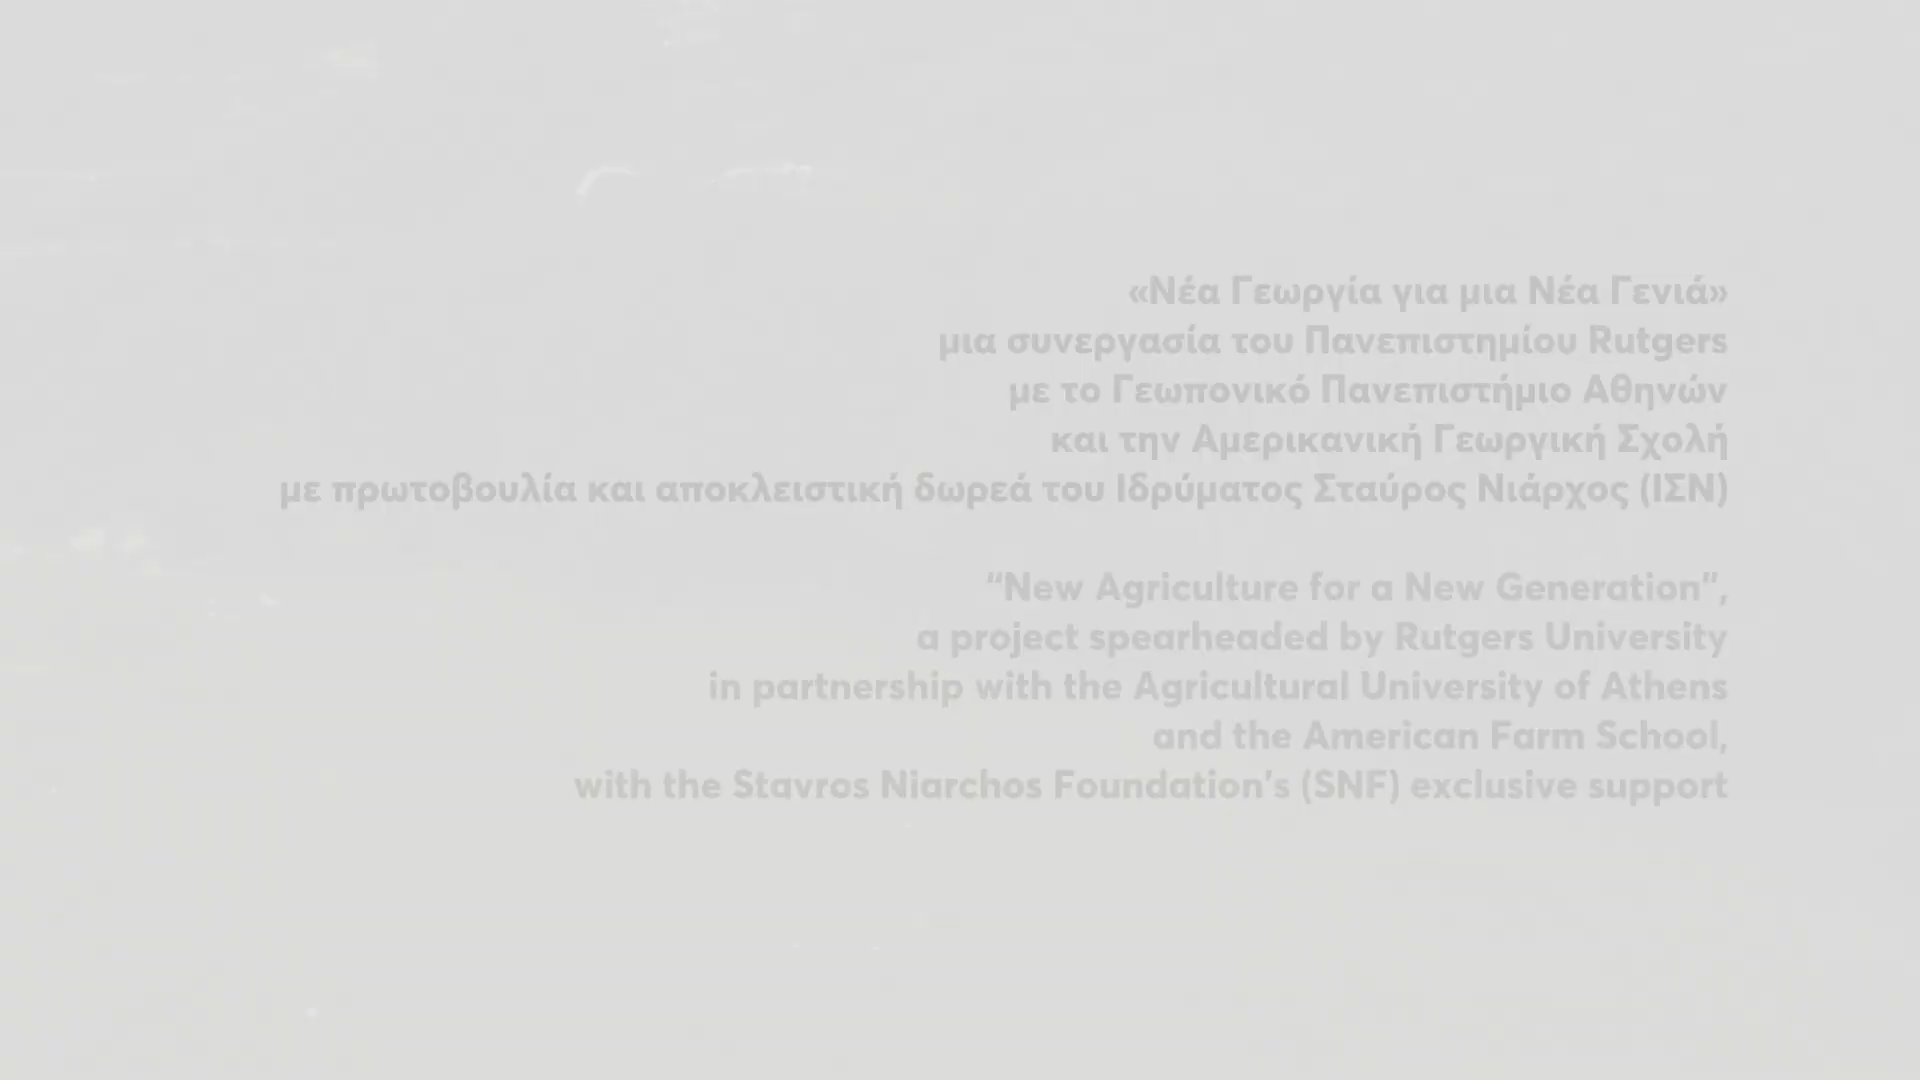 «Νέα Γεωργία για μια Νέα Γενιά»
μια συνεργασία του Πανεπιστημίου Rutgers
με το Γεωπονικό Πανεπιστήμιο Αθηνών
και την Αμερικανική Γεωργική Σχολή
με πρωτοβουλία και αποκλειστική δωρεά του Ιδρύματος Σταύρος Νιάρχος (ΙΣΝ)
“New Agriculture for a New Generation”,
a project spearheaded by Rutgers University
in partnership with the Agricultural University of Athens
and the American Farm School,
with the Stavros Niarchos Foundation’s (SNF) exclusive support